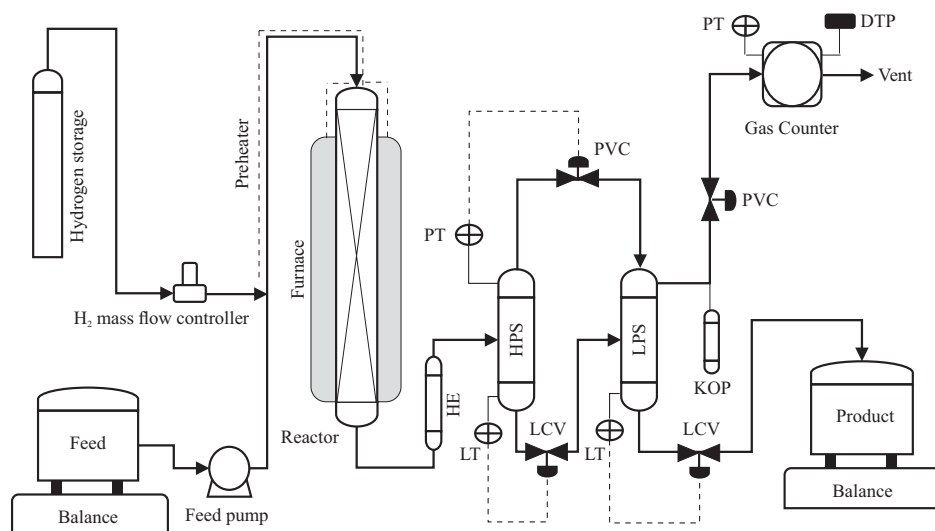 PT
DTP
Vent
Gas Counter
Hydrogen storage
Preheater
PVC
PVC
PT
Furnace
H₂ mass flow controller
HPS
LPS
KOP
HE
Reactor
LT
LCV
LT
LCV
Product
Balance
Feed
Balance
Feed pump